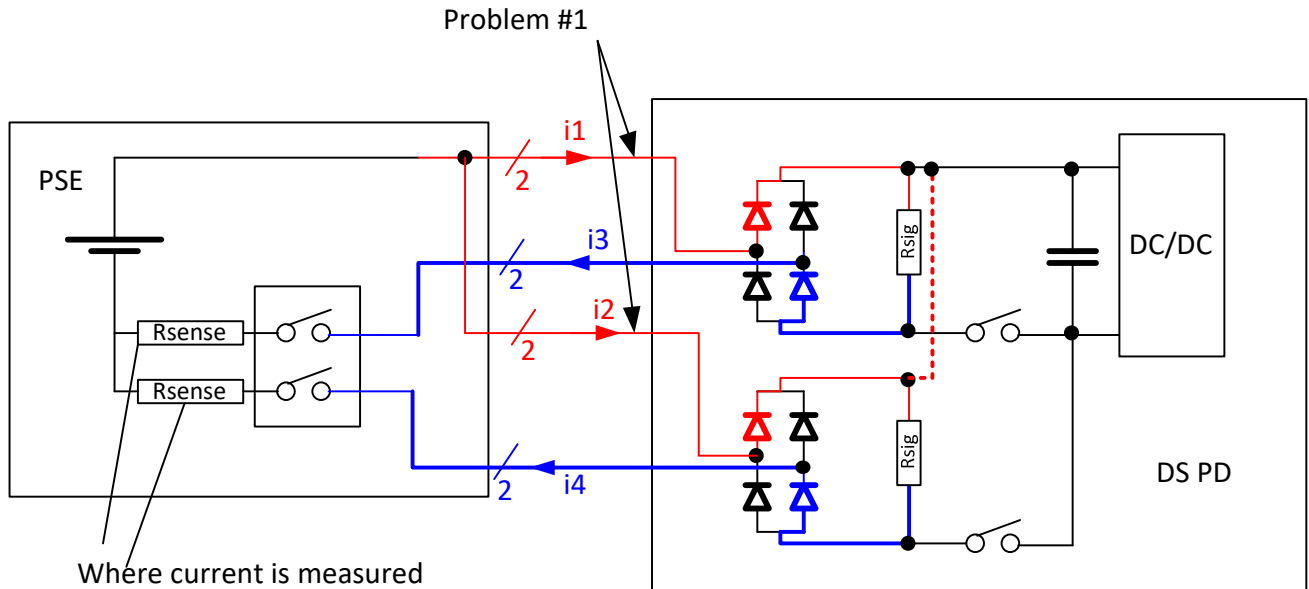 Problem #1
PSE
i1
2
i3
2
i2
2
i4
2
Rsense
Rsense
Rsig
Rsig
DC/DC
DS PD
Where current is measured